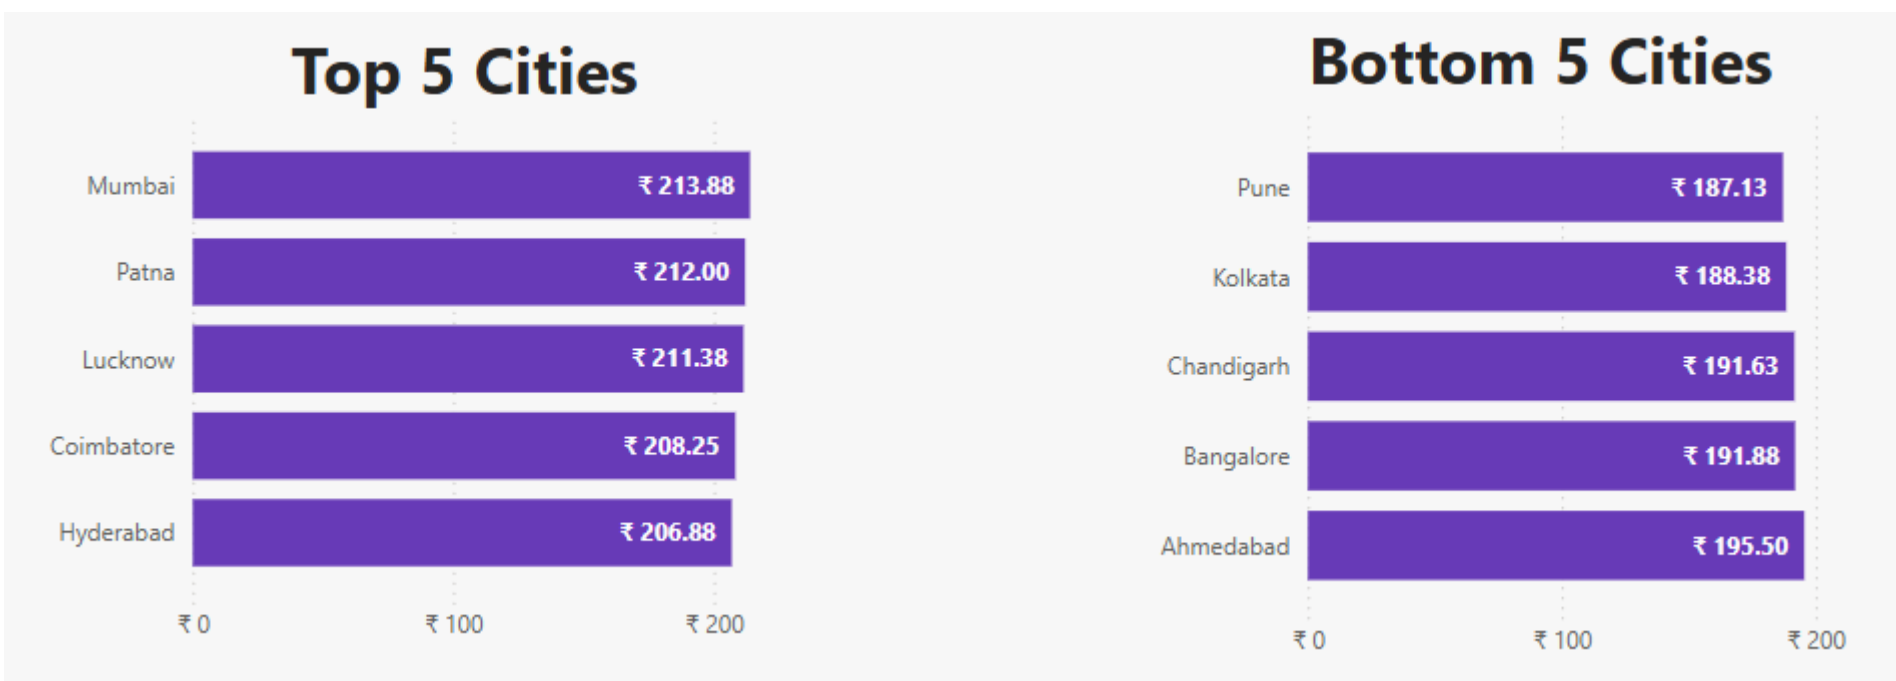 Top 5 Cities
Mumbai ₹ 213.88
Patna ₹ 212.00
Lucknow ₹ 211.38
Coimbatore ₹ 208.25
Hyderabad ₹ 206.88
₹ 0 ₹ 100 ₹ 200
Bottom 5 Cities
Pune ₹ 187.13
Kolkata ₹ 188.38
Chandigarh ₹ 191.63
Bangalore ₹ 191.88
Ahmedabad ₹ 195.50
₹ 0 ₹ 100 ₹ 200